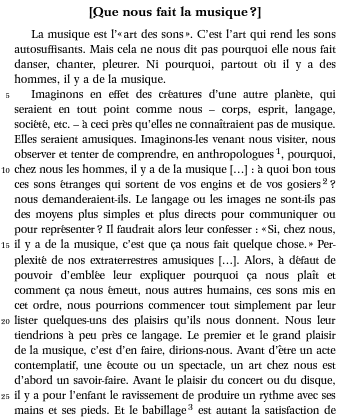 [Que nous fait la musique ?]
La musique est l'« art des sons ». C'est l'art qui rend les sons
autosuffisants. Mais cela ne nous dit pas pourquoi elle nous fait
danser, chanter, pleurer. Ni pourquoi, partout où il y a des
hommes, il y a de la musique.
5 Imaginons en effet des créatures d'une autre planète, qui
seraient en tout point comme nous – corps, esprit, langage,
société, etc. – à ceci près qu'elles ne connaîtraient pas de musique.
Elles seraient amusiques. Imaginons-les venant nous visiter, nous
observer et tenter de comprendre, en anthropologues 1, pourquoi,
10 chez nous les hommes, il y a de la musique [...] : à quoi bon tous
ces sons étranges qui sortent de vos engins et de vos gosiers 2 ?
nous demanderaient-ils. Le langage ou les images ne sont-ils pas
des moyens plus simples et plus directs pour communiquer ou
pour représenter ? Il faudrait alors leur confesser : « Si, chez nous,
15 il y a de la musique, c'est que ça nous fait quelque chose. » Per-
plexité de nos extraterrestres amusiques [...]. Alors, à défaut de
pouvoir d'emblée leur expliquer pourquoi ça nous plaît et
comment ça nous émeut, nous autres humains, ces sons mis en
cet ordre, nous pourrions commencer tout simplement par leur
20 lister quelques-uns des plaisirs qu'ils nous donnent. Nous leur
tiendrions à peu près ce langage. Le premier et le grand plaisir
de la musique, c'est d'en faire, dirions-nous. Avant d'être un acte
contemplatif, une écoute ou un spectacle, un art chez nous est
d'abord un savoir-faire. Avant le plaisir du concert ou du disque,
25 il y a pour l'enfant le ravissement de produire un rythme avec ses
mains et ses pieds. Et le babillage 3 est autant la satisfaction de